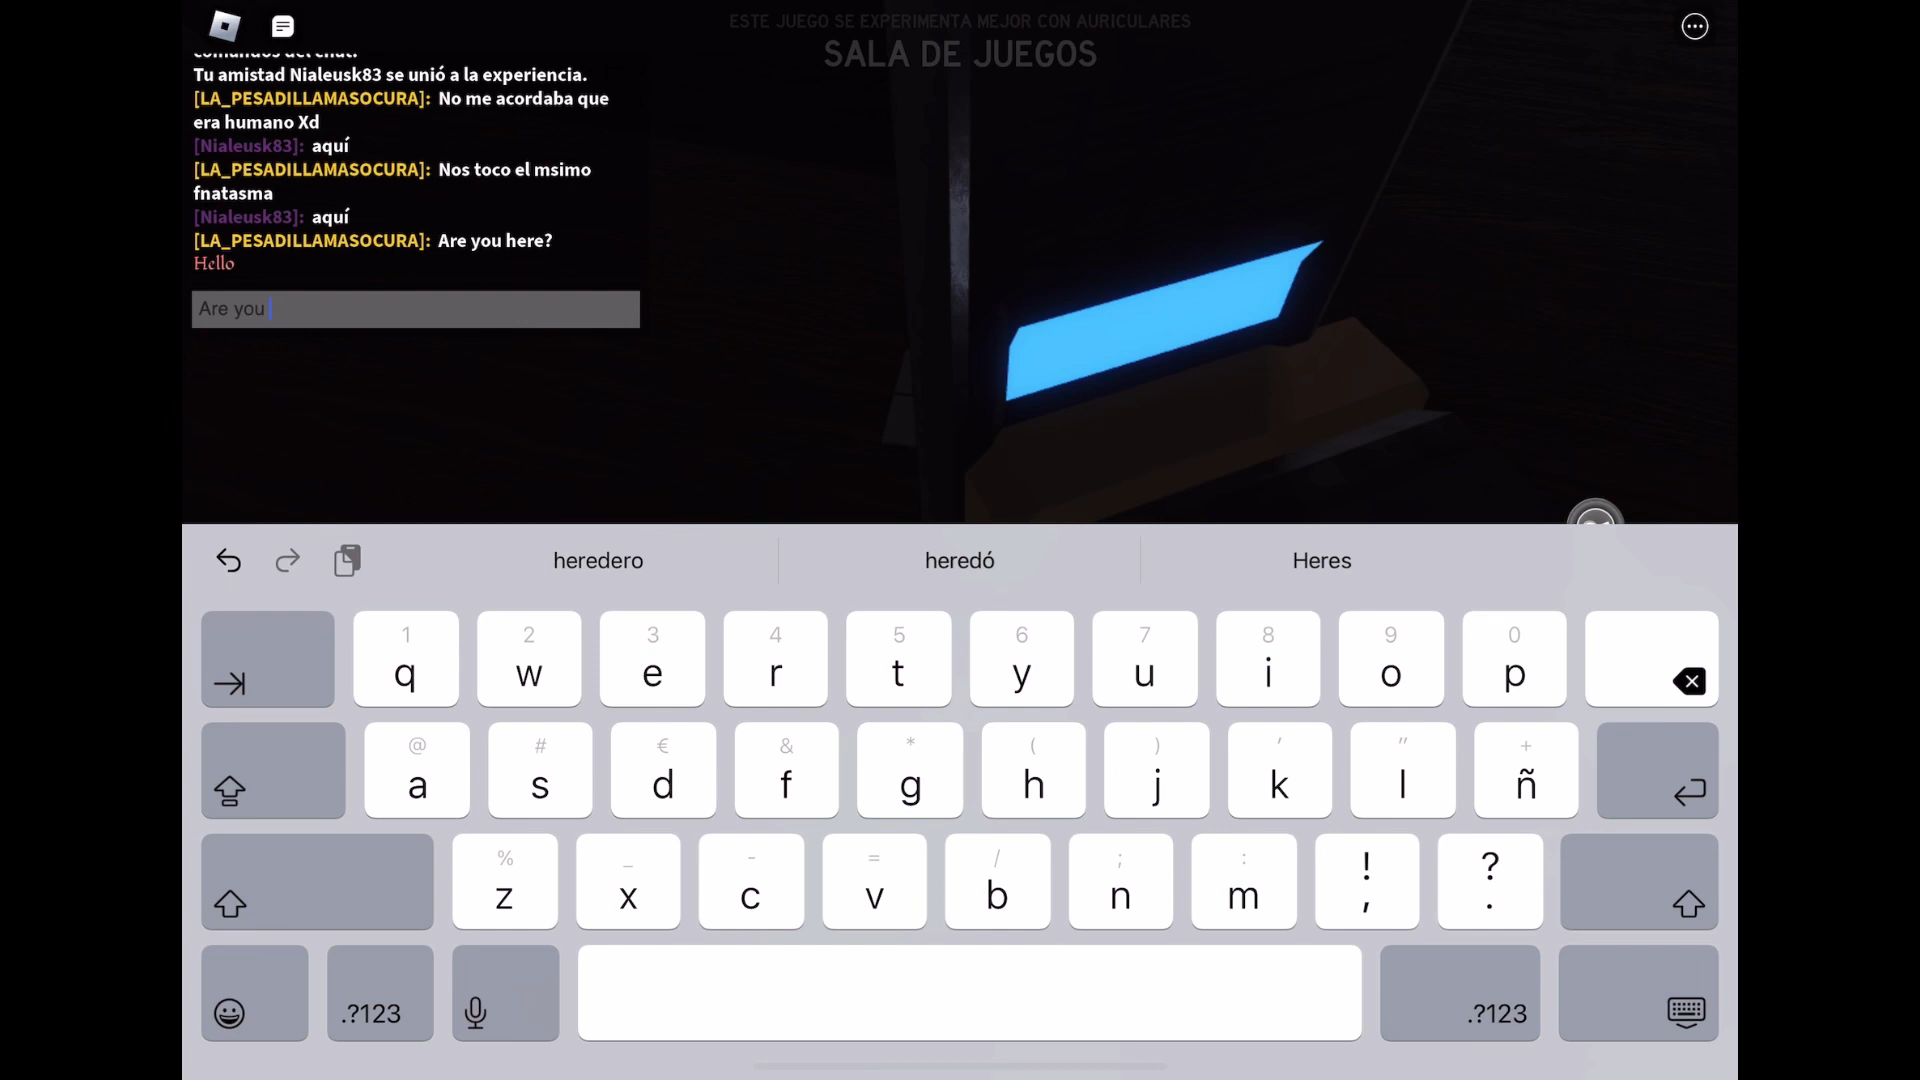 ESTE JUEGO SE EXPERIMENTA MEJOR CON AURICULARES
SALA DE JUEGOS
comandos del chat.
Tu amistad Nialeusk83 se unió a la experiencia.
[LA_PESADILLAMASOCURA]: No me acordaba que
era humano Xd
[Nialeusk83]: aquí
[LA_PESADILLAMASOCURA]: Nos toco el msimo
fnatasma
[Nialeusk83]: aquí
[LA_PESADILLAMASOCURA]: Are you here?
Hello
Are you
heredero heredó Heres
1 2 3 4 5 6 7 8 9 0
q w e r t y u i o p
@ # € & * ( ) ' " +
a s d f g h j k l ñ
% _ - = / ; : ! ?
z x c v b n m , .
.?123 .?123